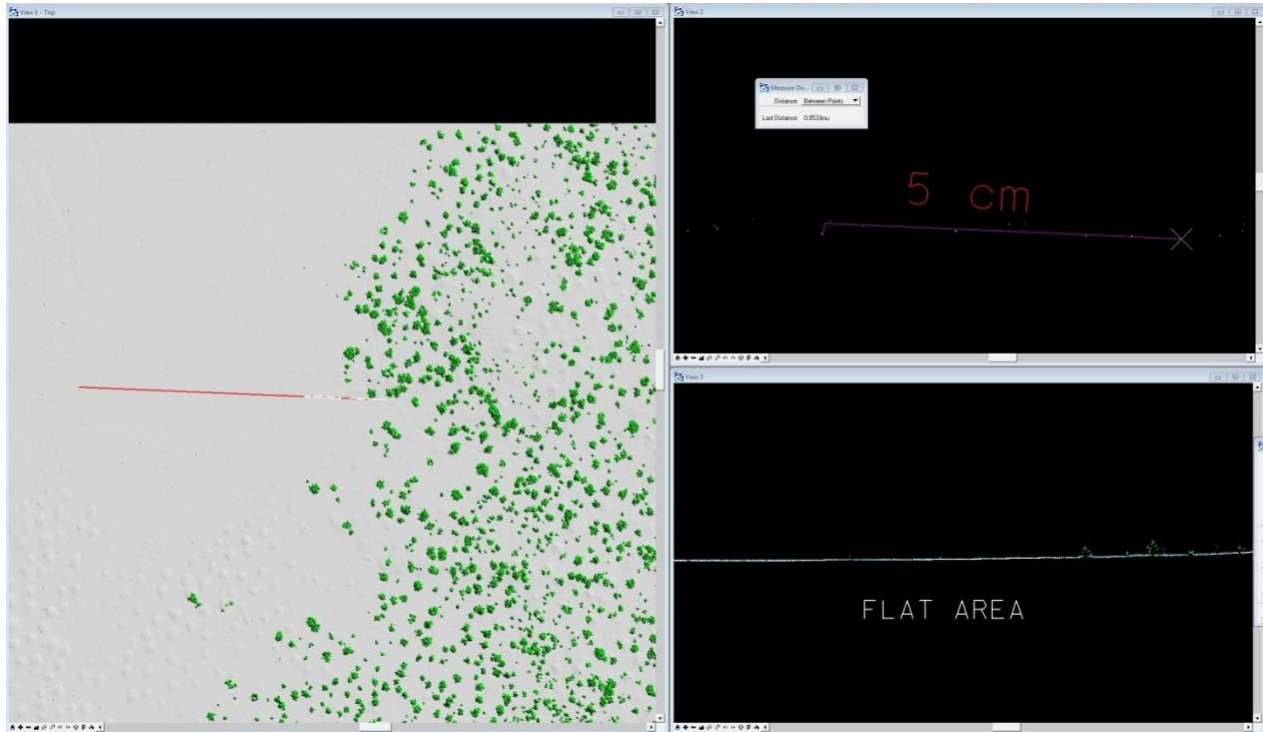 View 1 - Top
View 2
Measure Dis...
Distance: Between Points
Last Distance: 0.0533mu
5 cm
View 3
FLAT AREA